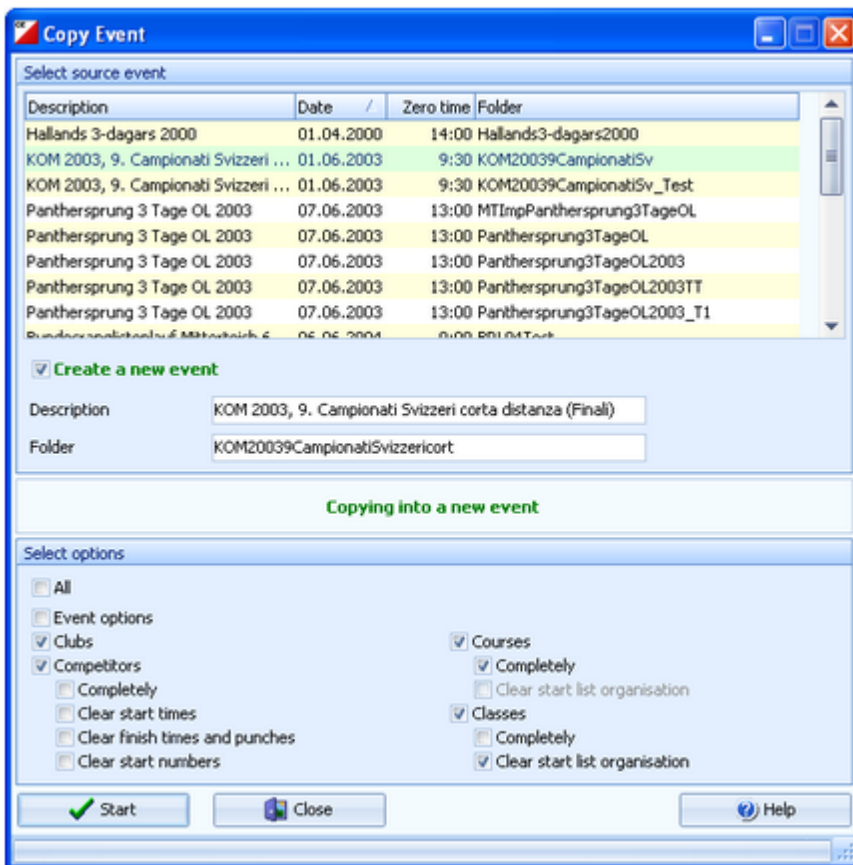 Copy Event
Select source event
Description Date Zero time Folder
Hallands 3-dagars 2000 01.04.2000 14:00 Hallands3-dagars2000
KOM 2003, 9. Campionati Svizzeri ... 01.06.2003 9:30 KOM20039CampionatiSv
KOM 2003, 9. Campionati Svizzeri ... 01.06.2003 9:30 KOM20039CampionatiSv_Test
Panthersprung 3 Tage OL 2003 07.06.2003 13:00 MTImpPanthersprung3TageOL
Panthersprung 3 Tage OL 2003 07.06.2003 13:00 Panthersprung3TageOL
Panthersprung 3 Tage OL 2003 07.06.2003 13:00 Panthersprung3TageOL2003
Panthersprung 3 Tage OL 2003 07.06.2003 13:00 Panthersprung3TageOL2003TT
Panthersprung 3 Tage OL 2003 07.06.2003 13:00 Panthersprung3TageOL2003_T1
Create a new event
Description KOM 2003, 9. Campionati Svizzeri corta distanza (Finali)
Folder KOM20039CampionatiSvizzericort
Copying into a new event
Select options
All
Event options
Clubs Courses
Competitors Completely
Completely Clear start list organisation
Clear start times Classes
Clear finish times and punches Completely
Clear start numbers Clear start list organisation
Start Close Help